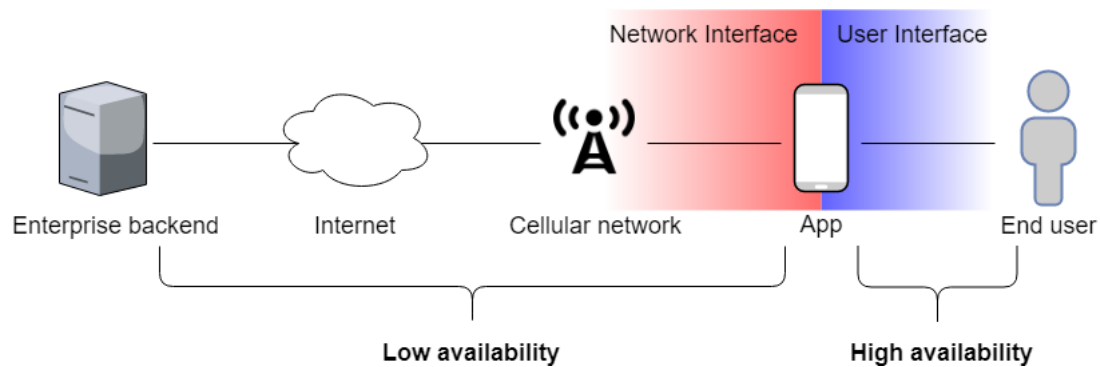 Network Interface
User Interface
Enterprise backend
Internet
Cellular network
App
End user
Low availability
High availability